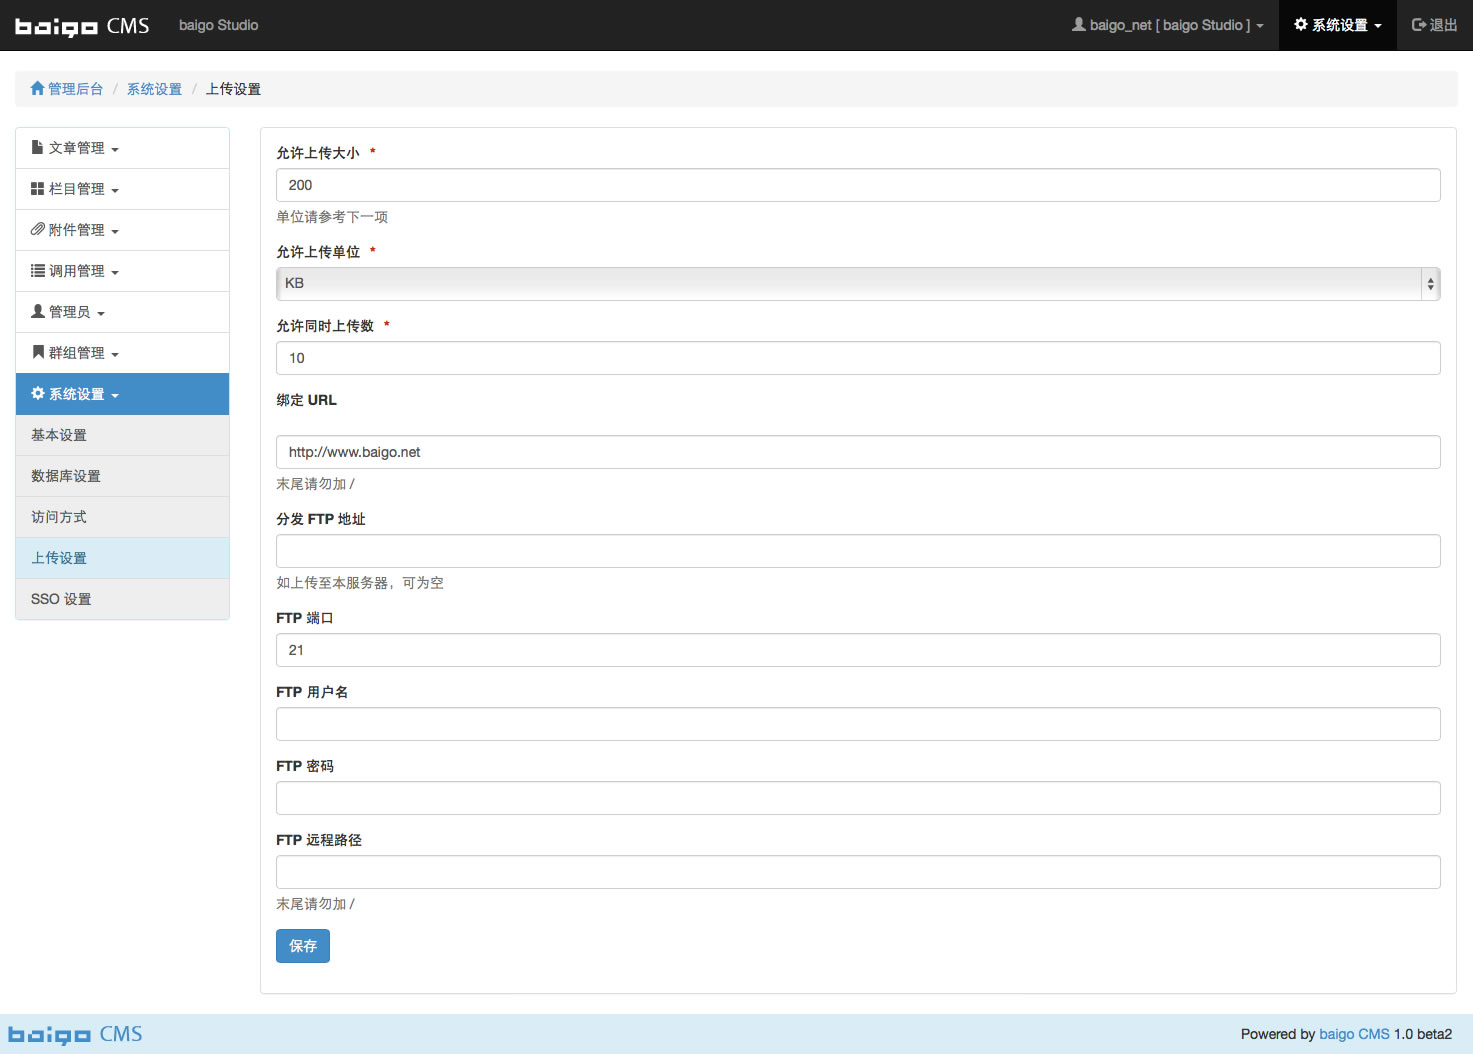 baigo CMS baigo Studio baigo_net [ baigo Studio ] 系统设置 退出
管理后台 / 系统设置 / 上传设置
文章管理
栏目管理
附件管理
调用管理
管理员
群组管理
系统设置
基本设置
数据库设置
访问方式
上传设置
SSO 设置
允许上传大小 *
200
单位请参考下一项
允许上传单位 *
KB
允许同时上传数 *
10
绑定 URL
http://www.baigo.net
末尾请勿加 /
分发 FTP 地址
如上传至本服务器，可为空
FTP 端口
21
FTP 用户名
FTP 密码
FTP 远程路径
末尾请勿加 /
保存
baigo CMS Powered by baigo CMS 1.0 beta2